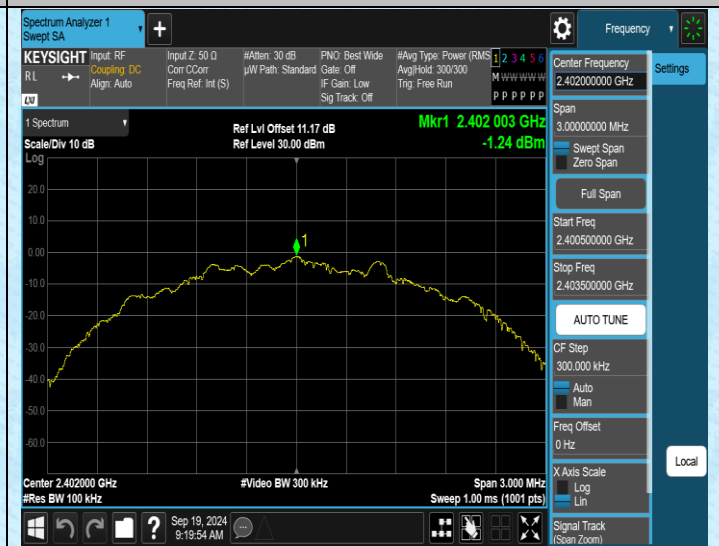 Spectrum Analyzer 1
Swept SA
Frequency
KEYSIGHT
R L
LXI
Input: RF
Coupling: DC
Align: Auto
Input Z: 50 Ω
Corr CCorr
Freq Ref: Int (S)
#Atten: 30 dB
µW Path: Standard
PNO: Best Wide
Gate: Off
IF Gain: Low
Sig Track: Off
#Avg Type: Power (RMS
Avg|Hold: 300/300
Trig: Free Run
1 2 3 4 5 6
M W W W W W
P P P P P P
1 Spectrum
Scale/Div 10 dB
Log
Ref Lvl Offset 11.17 dB
Ref Level 30.00 dBm
Mkr1 2.402 003 GHz
-1.24 dBm
20.0
10.0
0.00
-10.0
-20.0
-30.0
-40.0
-50.0
-60.0
1
Center 2.402000 GHz
#Res BW 100 kHz
#Video BW 300 kHz
Span 3.000 MHz
Sweep 1.00 ms (1001 pts)
Center Frequency
2.402000000 GHz
Span
3.00000000 MHz
Swept Span
Zero Span
Full Span
Start Freq
2.400500000 GHz
Stop Freq
2.403500000 GHz
AUTO TUNE
CF Step
300.000 kHz
Auto
Man
Freq Offset
0 Hz
X Axis Scale
Log
Lin
Signal Track
(Span Zoom)
Settings
Local
?
Sep 19, 2024
9:19:54 AM